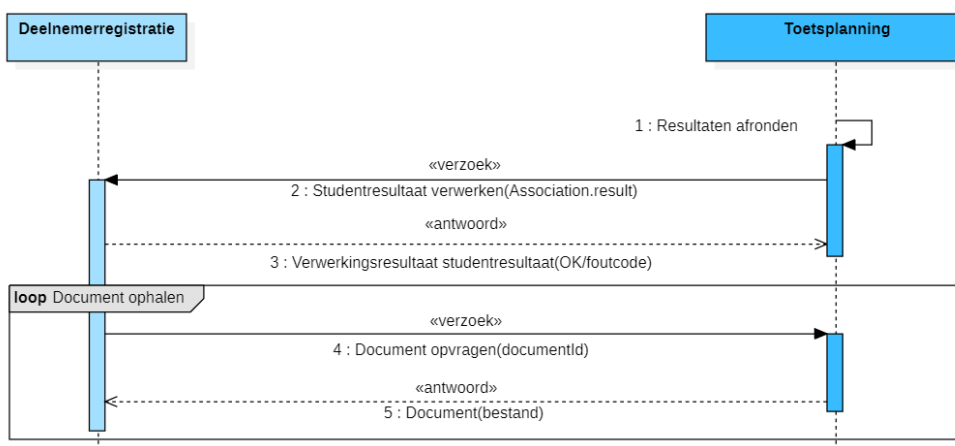 Deelnemerregistratie
Toetsplanning
1 : Resultaten afronden
«verzoek»
2 : Studentresultaat verwerken(Association.result)
«antwoord»
3 : Verwerkingsresultaat studentresultaat(OK/foutcode)
loop Document ophalen
«verzoek»
4 : Document opvragen(documentId)
«antwoord»
5 : Document(bestand)